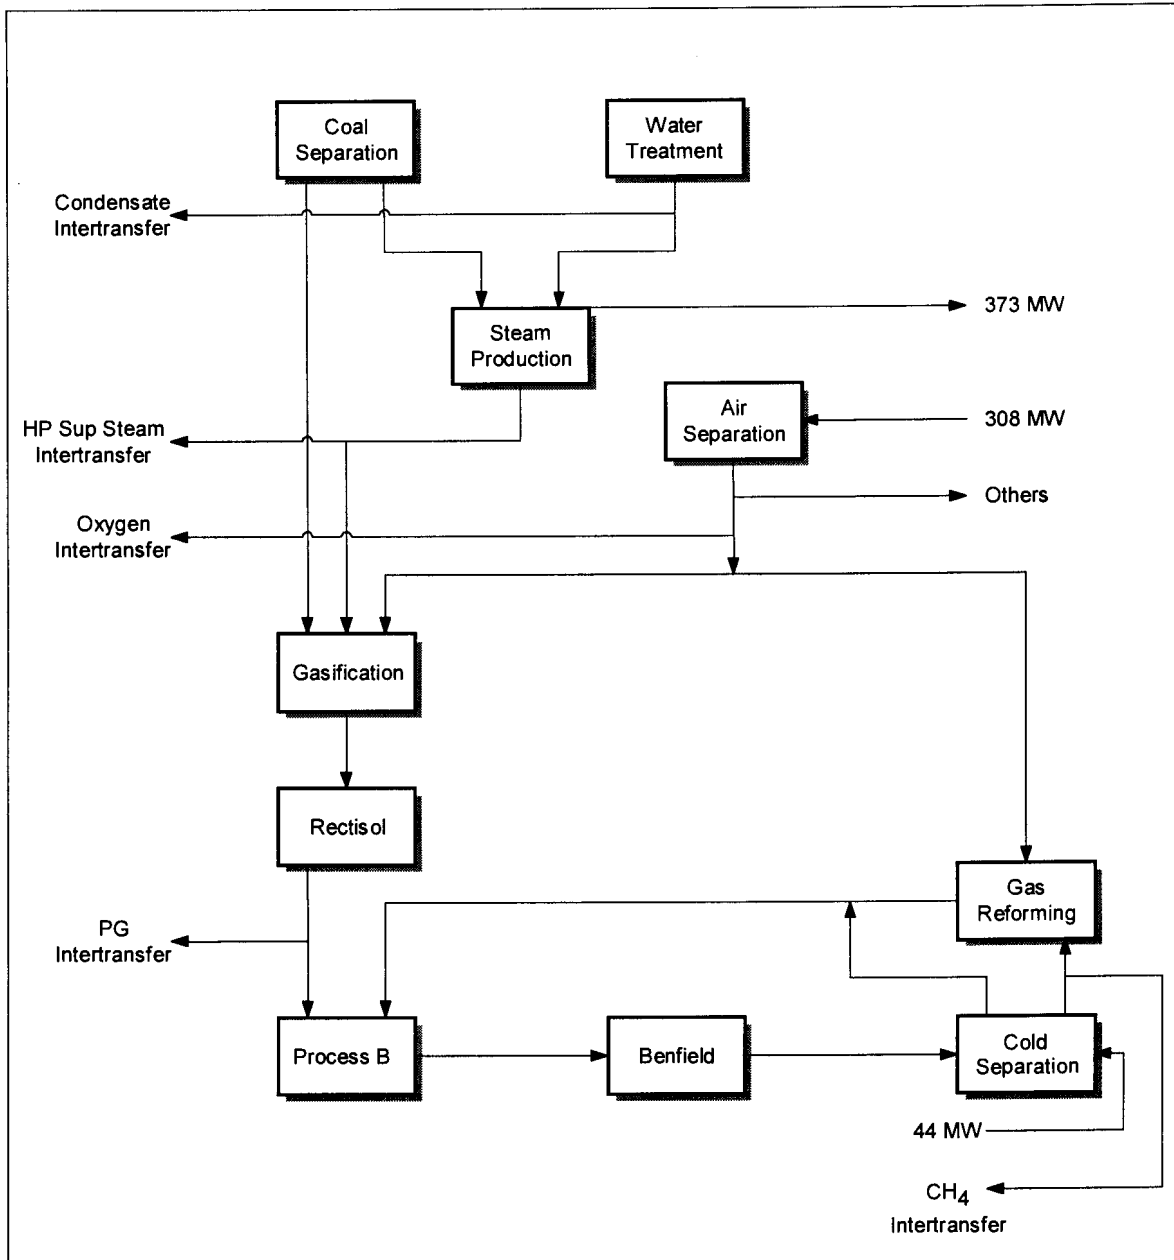 Coal
Separation
Water
Treatment
Condensate
Intertransfer
Steam
Production
373 MW
Air
Separation
308 MW
HP Sup Steam
Intertransfer
Others
Oxygen
Intertransfer
Gasification
Rectisol
Gas
Reforming
PG
Intertransfer
Process B
Benfield
Cold
Separation
44 MW
CH4
Intertransfer